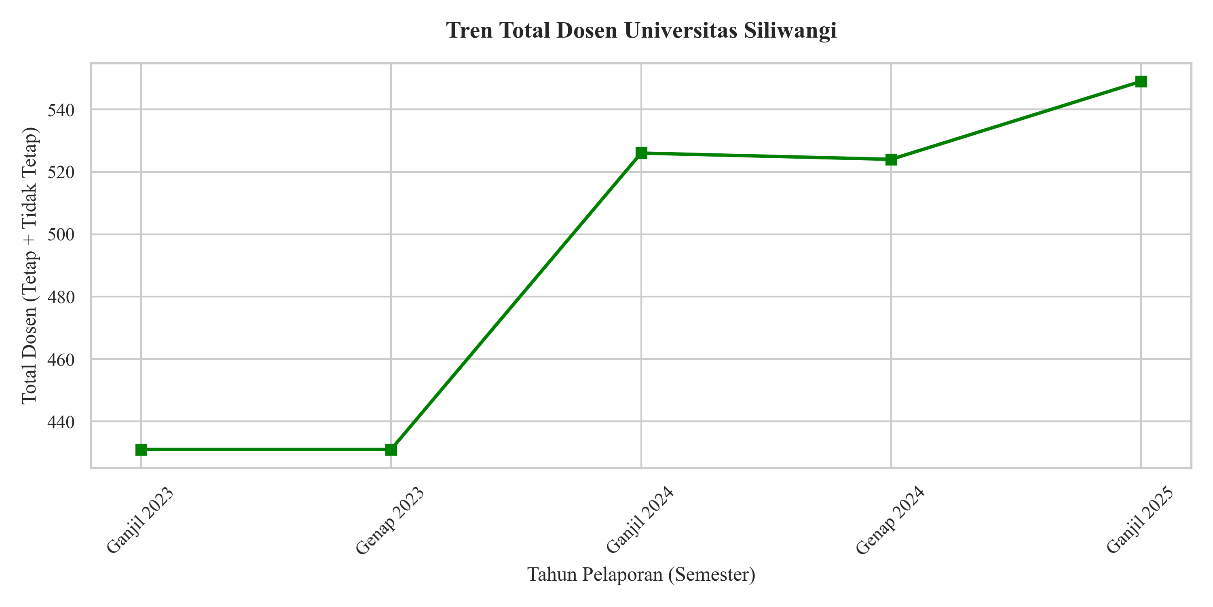 Tren Total Dosen Universitas Siliwangi
Total Dosen (Tetap + Tidak Tetap)
540
520
500
480
460
440
Ganjil 2023
Genap 2023
Ganjil 2024
Genap 2024
Ganjil 2025
Tahun Pelaporan (Semester)